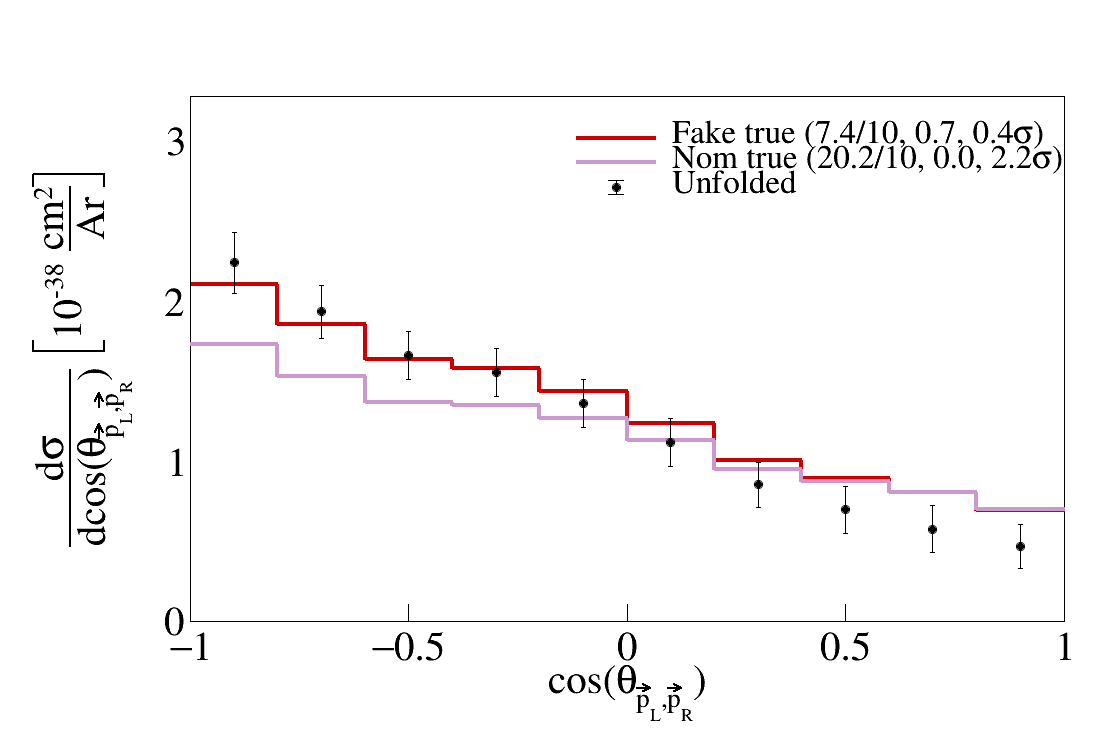 Fake true (7.4/10, 0.7, 0.4σ)
Nom true (20.2/10, 0.0, 2.2σ)
Unfolded
dσ/dcos(θp⃗L,p⃗R) [10-38 cm2/Ar]
3
2
1
0
−1 −0.5 0 0.5 1
cos(θp⃗L,p⃗R)